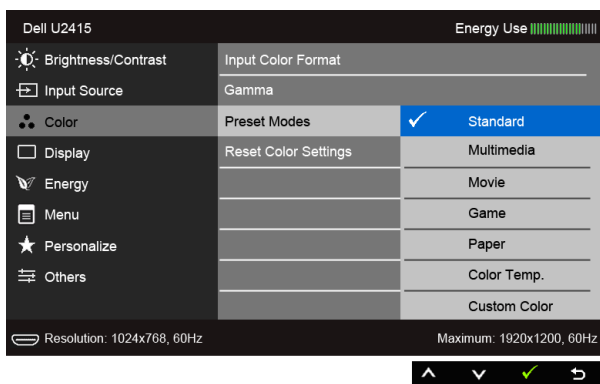 Dell U2415 Energy Use
Brightness/Contrast Input Color Format
Input Source Gamma
Color Preset Modes Standard
Display Reset Color Settings Multimedia
Energy Movie
Menu Game
Personalize Paper
Others Color Temp.
Custom Color
Resolution: 1024x768, 60Hz Maximum: 1920x1200, 60Hz